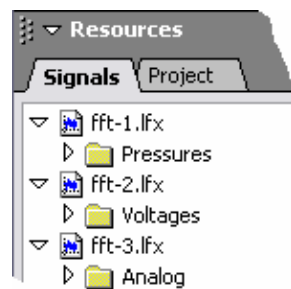 Resources
Signals Project
fft-1.lfx
Pressures
fft-2.lfx
Voltages
fft-3.lfx
Analog